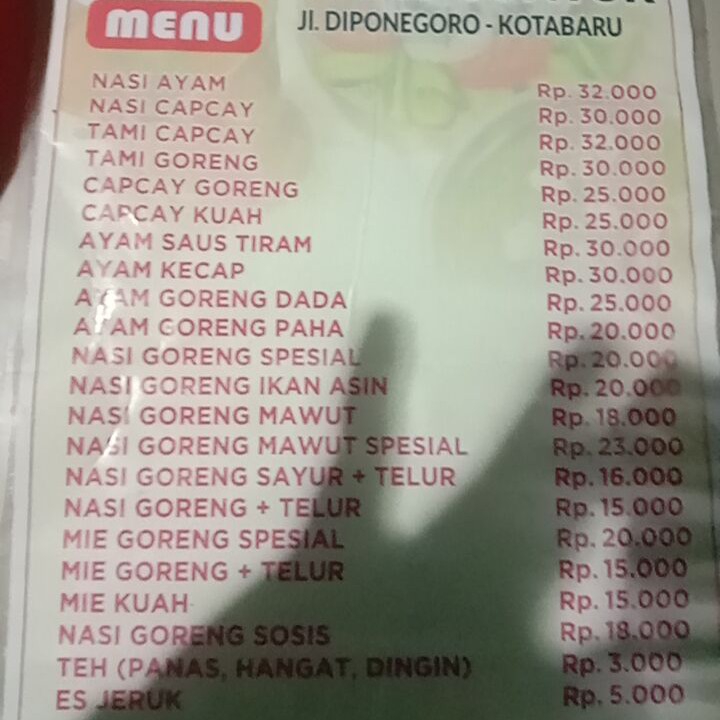 MENU
Jl. DIPONEGORO - KOTABARU
NASI AYAM Rp. 32.000
NASI CAPCAY Rp. 30.000
TAMI CAPCAY Rp. 32.000
TAMI GORENG Rp. 30.000
CAPCAY GORENG Rp. 25.000
CAPCAY KUAH Rp. 25.000
AYAM SAUS TIRAM Rp. 30.000
AYAM KECAP Rp. 30.000
AYAM GORENG DADA Rp. 25.000
AYAM GORENG PAHA Rp. 20.000
NASI GORENG SPESIAL Rp. 20.000
NASI GORENG IKAN ASIN Rp. 20.000
NASI GORENG MAWUT Rp. 18.000
NASI GORENG MAWUT SPESIAL Rp. 23.000
NASI GORENG SAYUR + TELUR Rp. 16.000
NASI GORENG + TELUR Rp. 15.000
MIE GORENG SPESIAL Rp. 20.000
MIE GORENG + TELUR Rp. 15.000
MIE KUAH Rp. 15.000
NASI GORENG SOSIS Rp. 18.000
TEH (PANAS, HANGAT, DINGIN) Rp. 3.000
ES JERUK Rp. 5.000